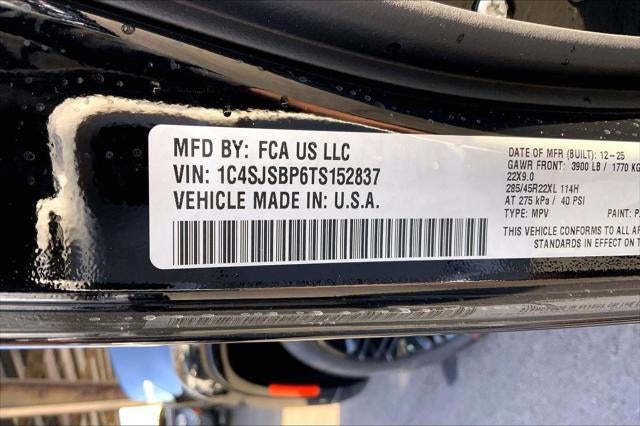 MFD BY: FCA US LLC
VIN: 1C4SJSBP6TS152837
VEHICLE MADE IN: U.S.A.
DATE OF MFR (BUILT): 12-25
GAWR FRONT: 3900 LB / 1770 KG
22X9.0
285/45R22XL 114H
AT 275 kPa / 40 PSI
TYPE: MPV PAINT: P
THIS VEHICLE CONFORMS TO ALL
STANDARDS IN EFFECT ON